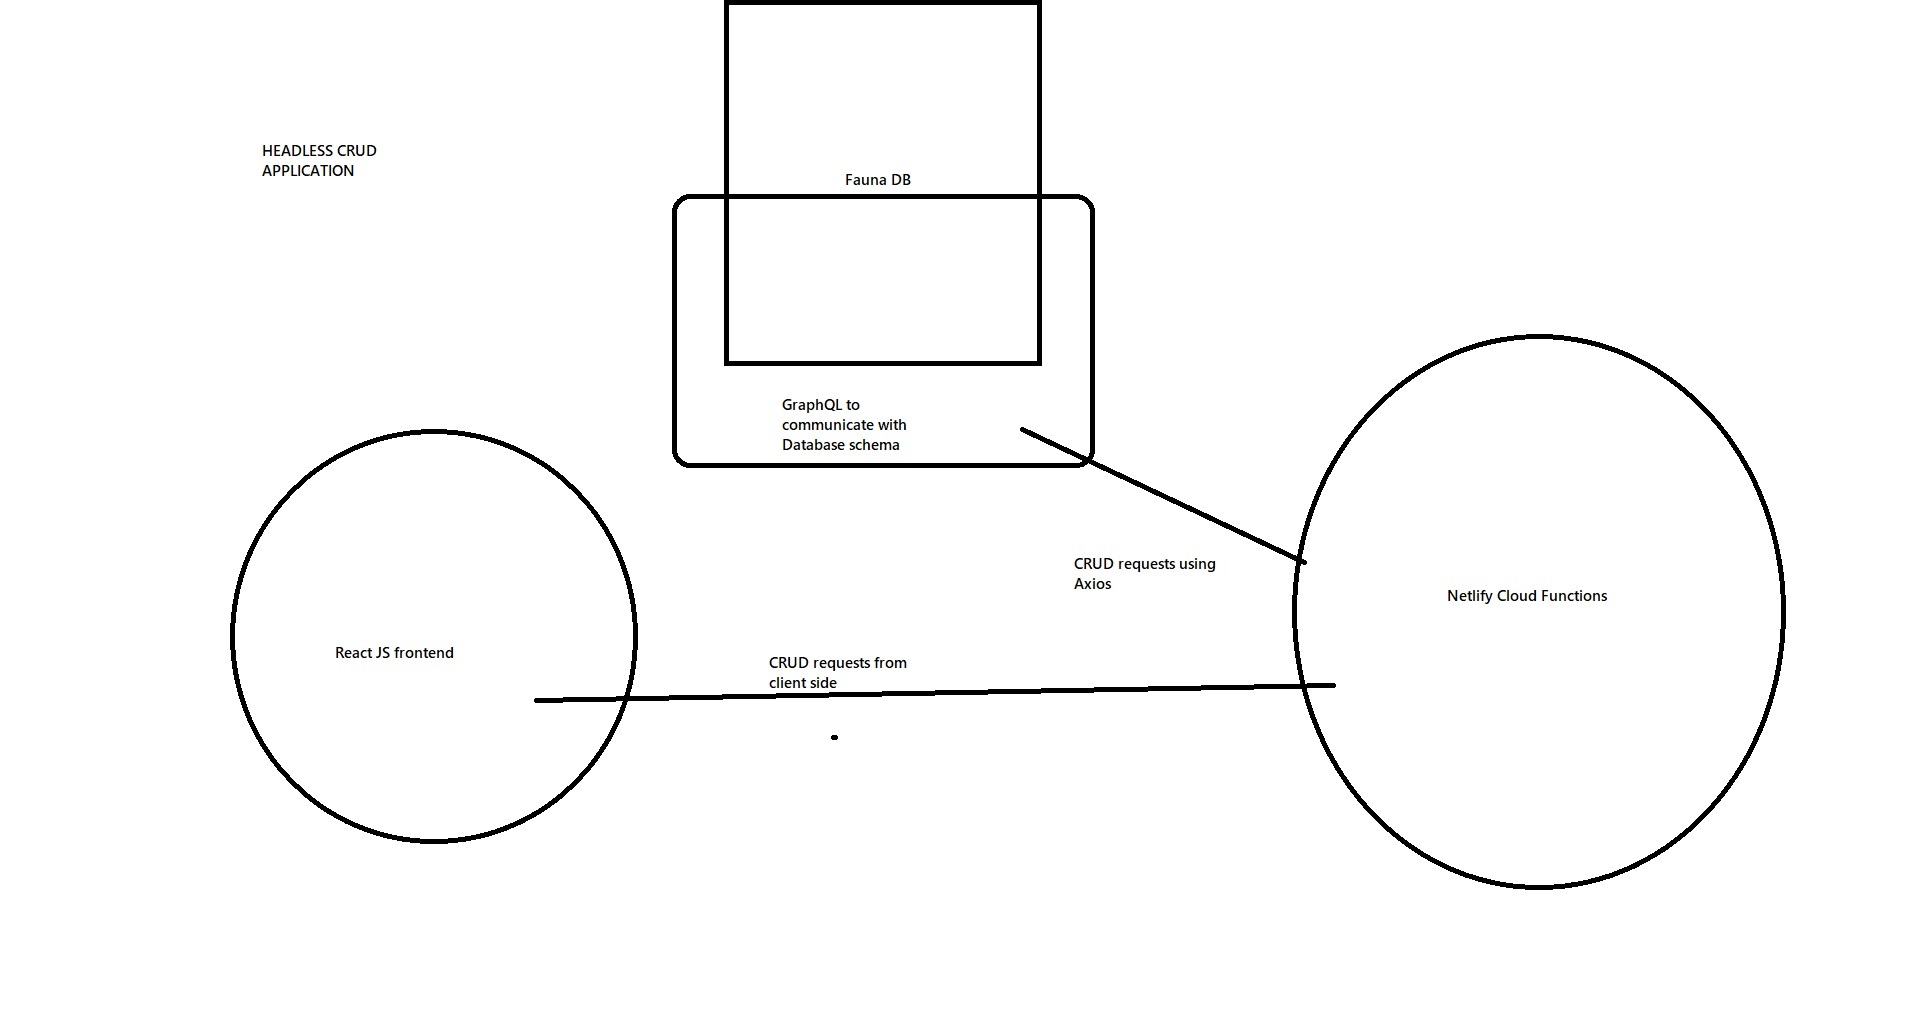 HEADLESS CRUD
APPLICATION
Fauna DB
GraphQL to
communicate with
Database schema
CRUD requests using
Axios
Netlify Cloud Functions
React JS frontend
CRUD requests from
client side